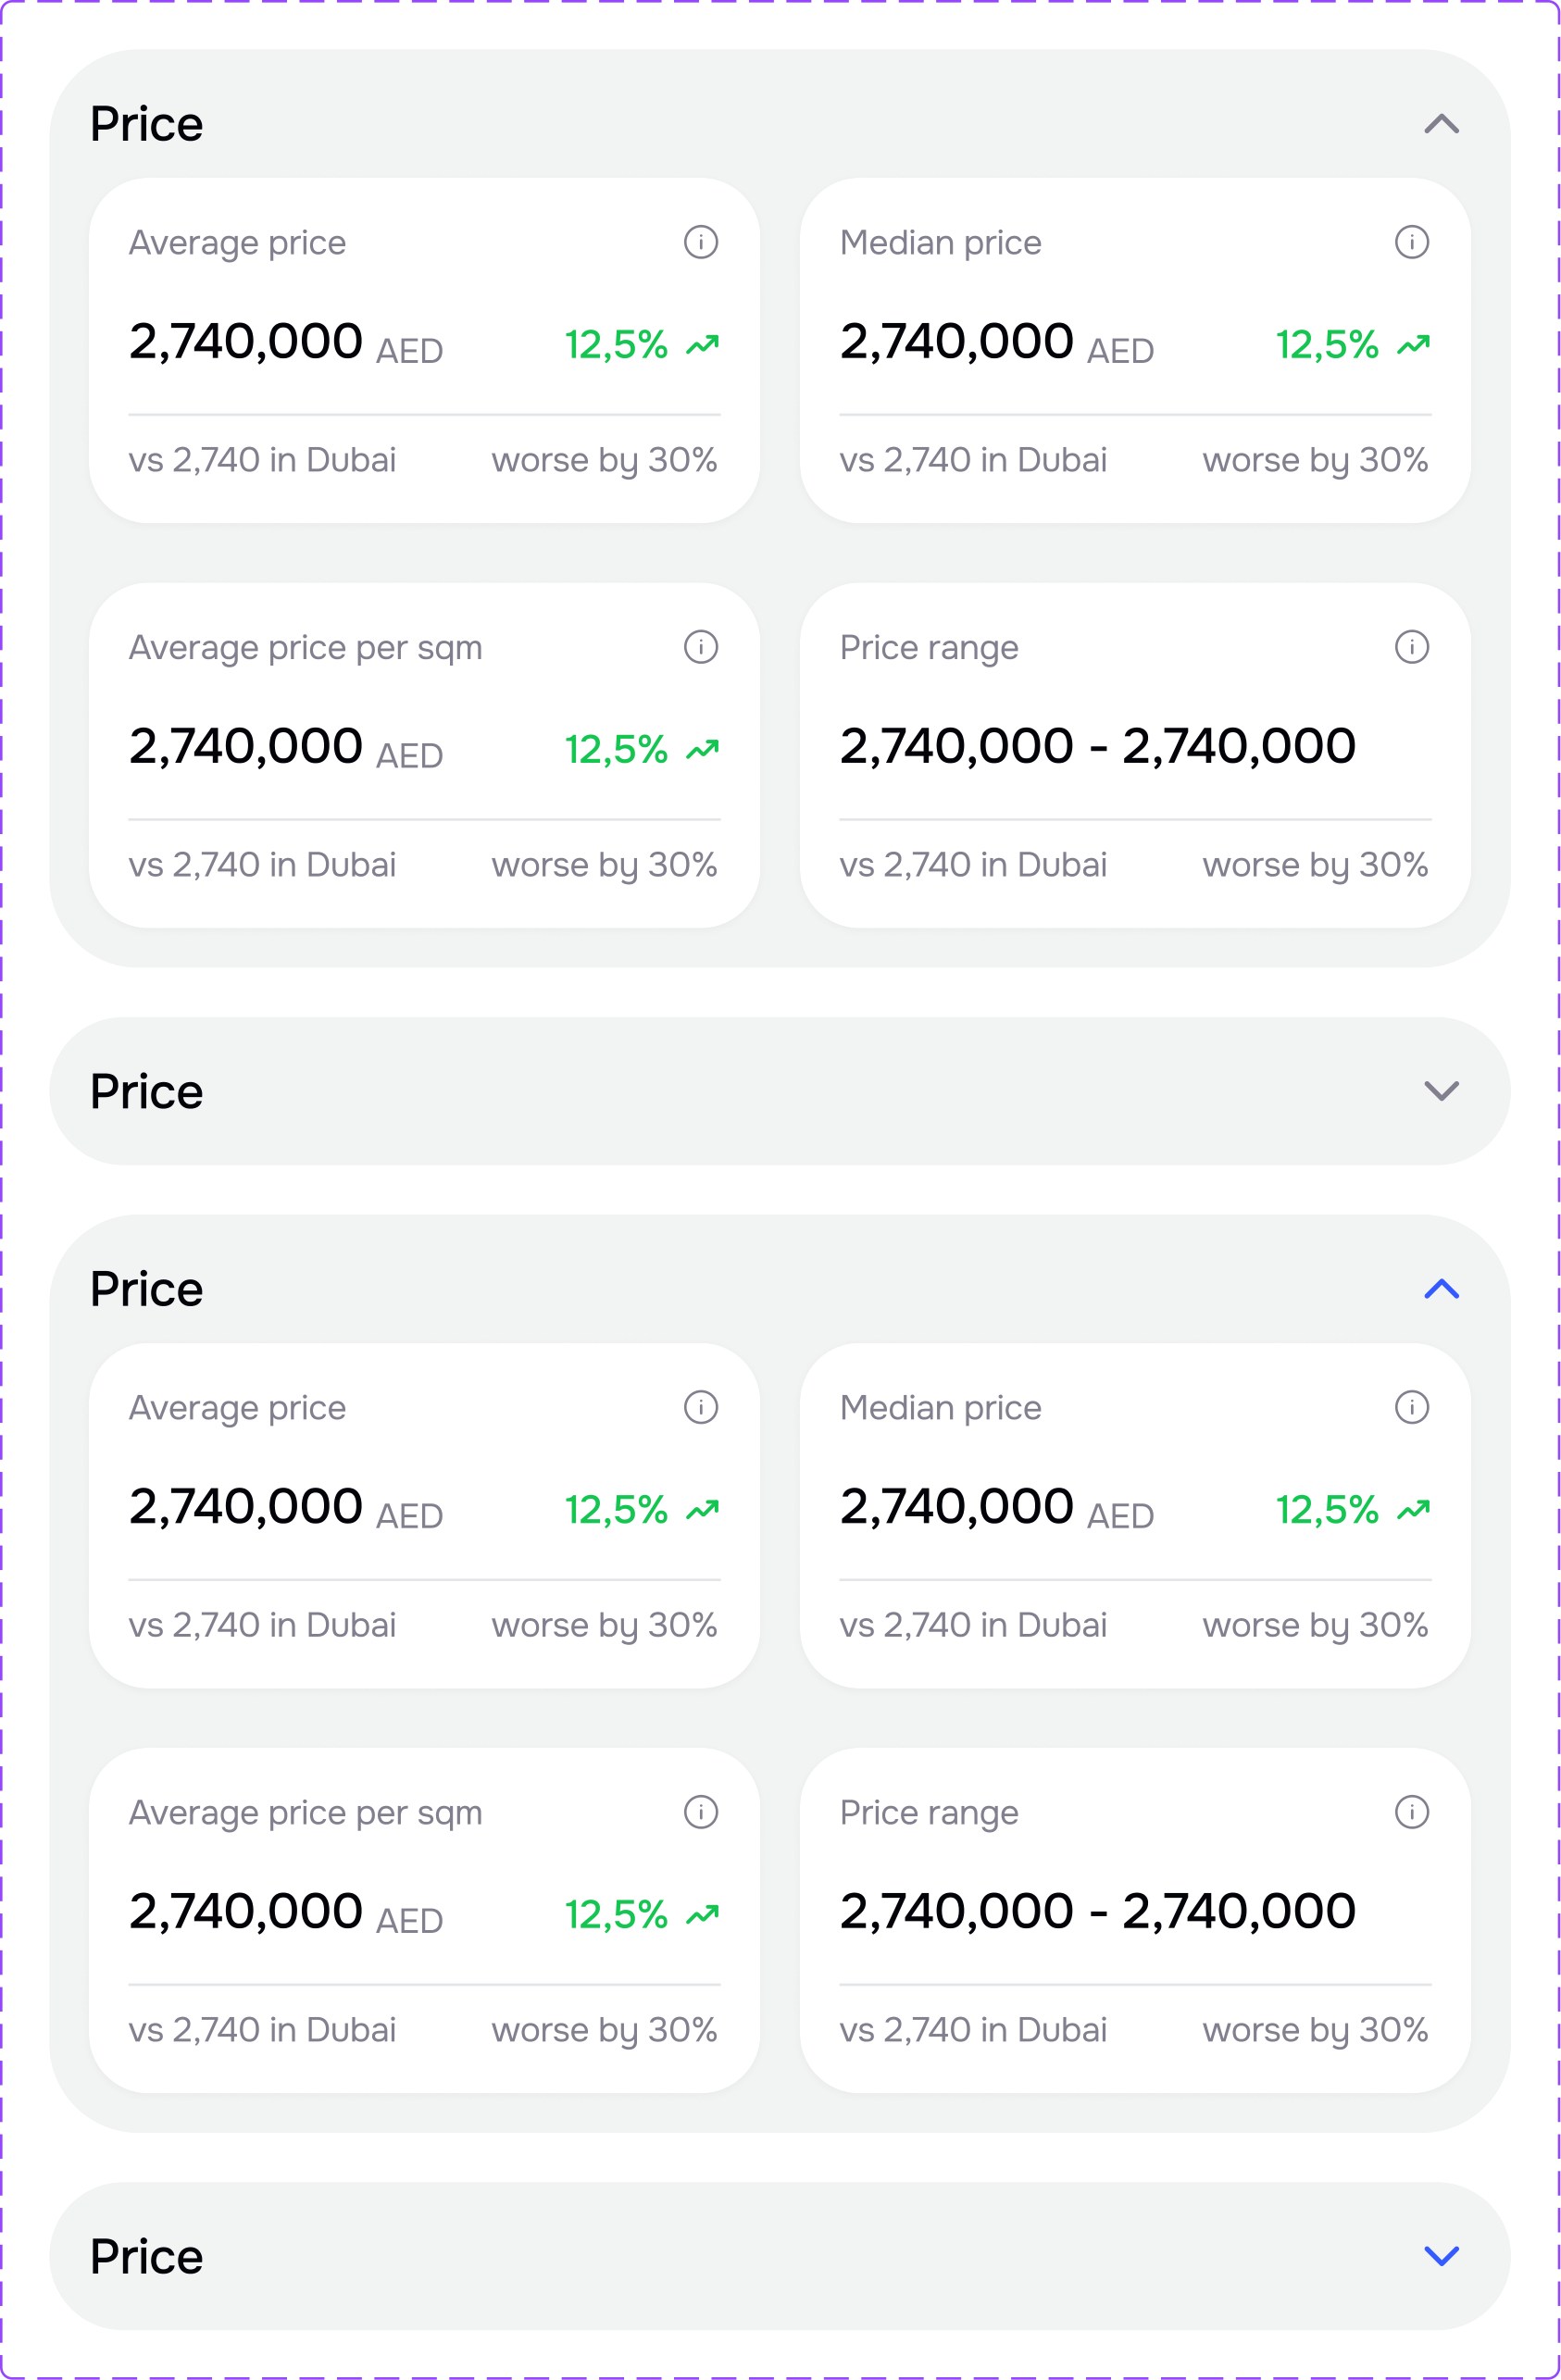 Price
Average price
Median price
2,740,000 AED 12,5%
2,740,000 AED 12,5%
vs 2,740 in Dubai worse by 30%
vs 2,740 in Dubai worse by 30%
Average price per sqm
Price range
2,740,000 AED 12,5%
2,740,000 - 2,740,000
vs 2,740 in Dubai worse by 30%
vs 2,740 in Dubai worse by 30%
Price
Price
Average price
Median price
2,740,000 AED 12,5%
2,740,000 AED 12,5%
vs 2,740 in Dubai worse by 30%
vs 2,740 in Dubai worse by 30%
Average price per sqm
Price range
2,740,000 AED 12,5%
2,740,000 - 2,740,000
vs 2,740 in Dubai worse by 30%
vs 2,740 in Dubai worse by 30%
Price